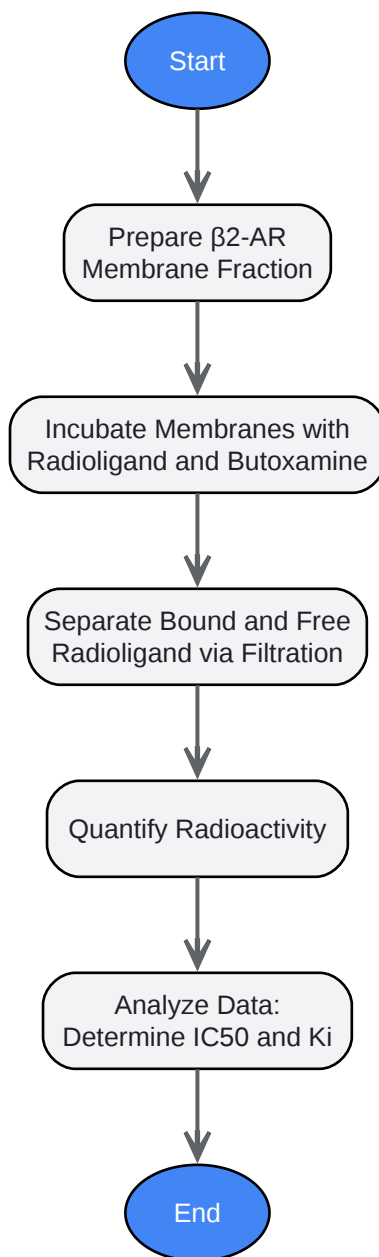 Start
Prepare β2-AR
Membrane Fraction
Incubate Membranes with
Radioligand and Butoxamine
Separate Bound and Free
Radioligand via Filtration
Quantify Radioactivity
Analyze Data:
Determine IC50 and Ki
End